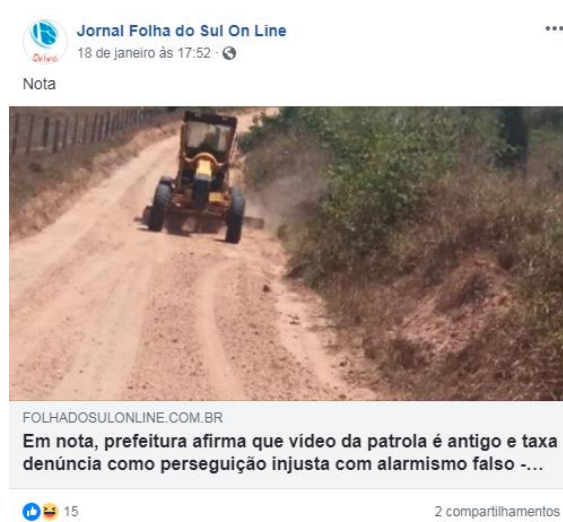 Jornal Folha do Sul On Line
18 de janeiro às 17:52 ·
Nota
FOLHADOSULONLINE.COM.BR
Em nota, prefeitura afirma que vídeo da patrola é antigo e taxa
denúncia como perseguição injusta com alarmismo falso -...
15
2 compartilhamentos